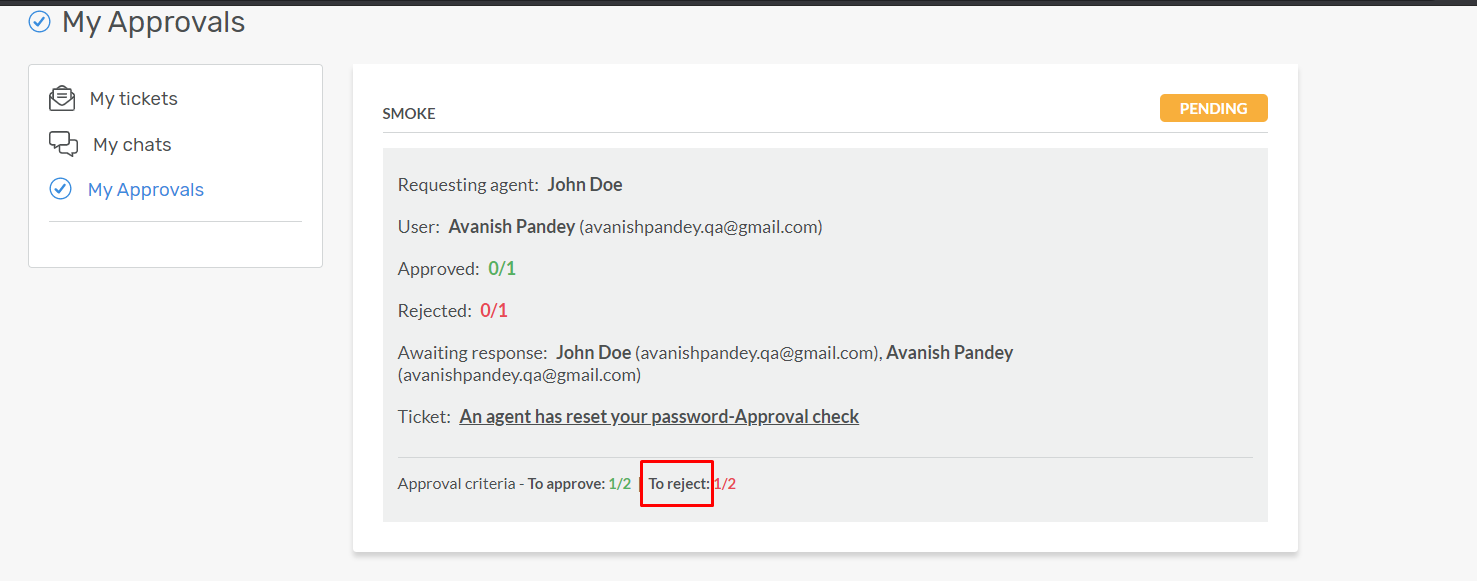 My Approvals
My tickets
My chats
My Approvals
SMOKE
PENDING
Requesting agent: John Doe
User: Avanish Pandey (avanishpandey.qa@gmail.com)
Approved: 0/1
Rejected: 0/1
Awaiting response: John Doe (avanishpandey.qa@gmail.com), Avanish Pandey
(avanishpandey.qa@gmail.com)
Ticket: An agent has reset your password-Approval check
Approval criteria - To approve: 1/2 | To reject: 1/2